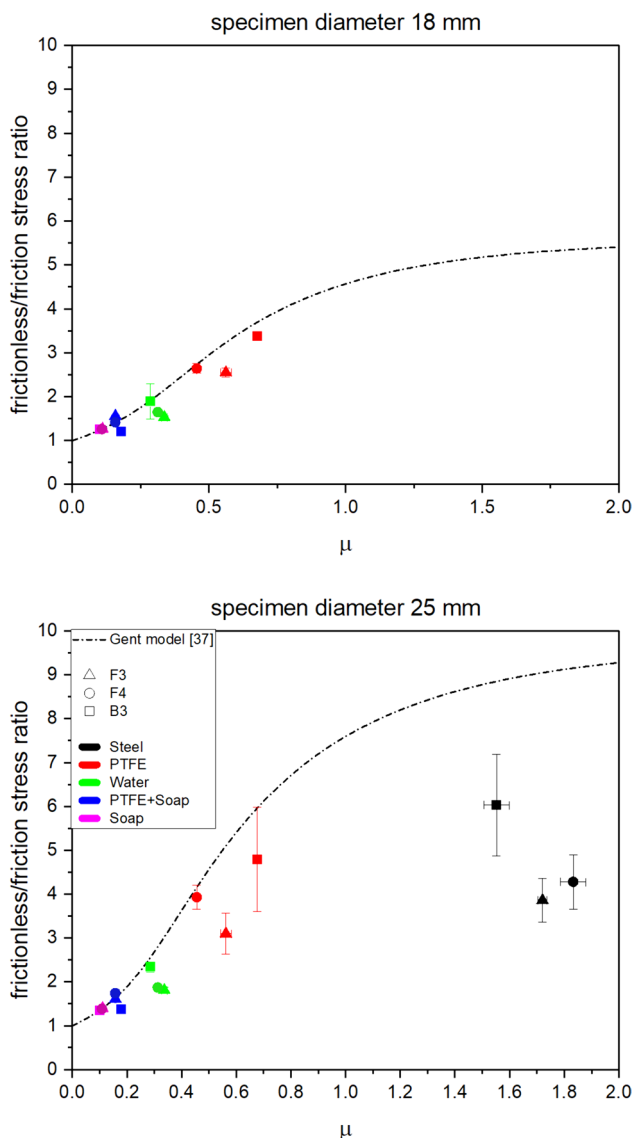 specimen diameter 18 mm
frictionless/friction stress ratio
10
9
8
7
6
5
4
3
2
1
0
0.0 0.5 1.0 1.5 2.0
μ
specimen diameter 25 mm
frictionless/friction stress ratio
10
9
8
7
6
5
4
3
2
1
0
Gent model [37]
F3
F4
B3
Steel
PTFE
Water
PTFE+Soap
Soap
0.0 0.2 0.4 0.6 0.8 1.0 1.2 1.4 1.6 1.8 2.0
μ